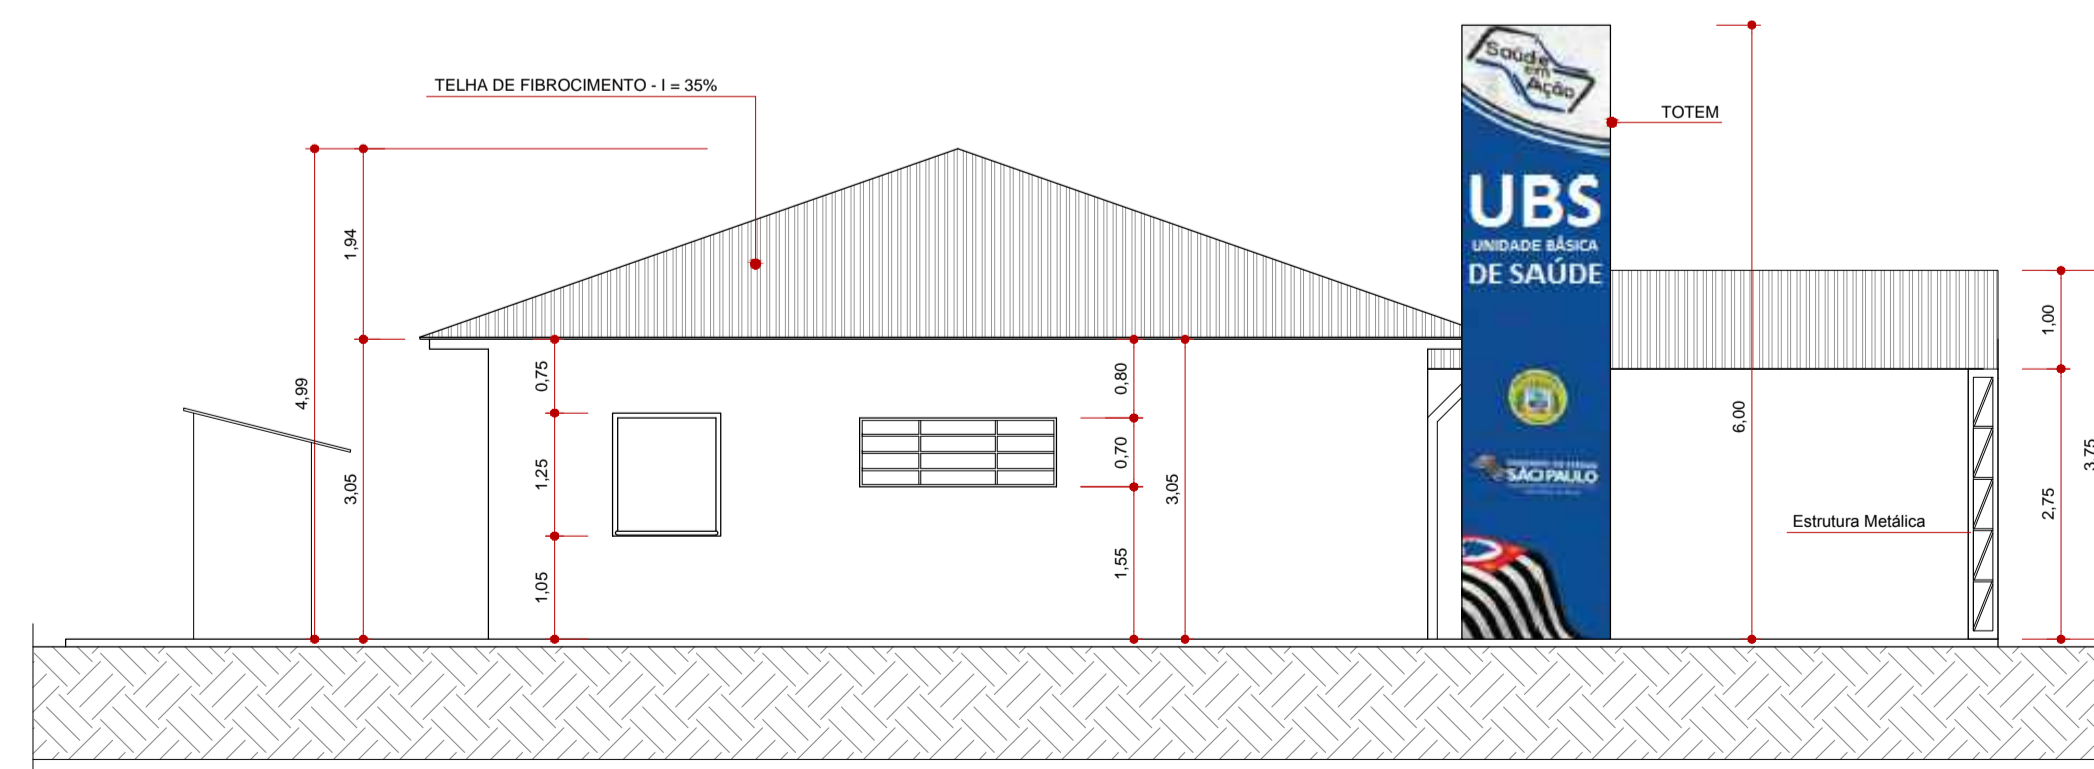 TELHA DE FIBROCIMENTO - I = 35%
Saúde
em
Ação
TOTEM
UBS
UNIDADE BÁSICA
DE SAÚDE
SÃO PAULO
1,94
4,99
3,05
0,75
1,25
1,05
0,80
0,70
1,55
3,05
6,00
1,00
2,75
3,75
Estrutura Metálica